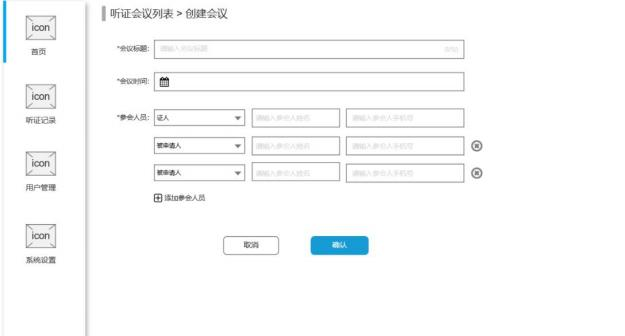 icon
首页
icon
听证记录
icon
用户管理
icon
系统设置
听证会议列表 > 创建会议
*会议标题: 请输入会议标题 0/50
*会议时间:
*参会人员: 证人 请输入参会人姓名 请输入参会人手机号
被申请人 请输入参会人姓名 请输入参会人手机号
被申请人 请输入参会人姓名 请输入参会人手机号
添加参会人员
取消 确认